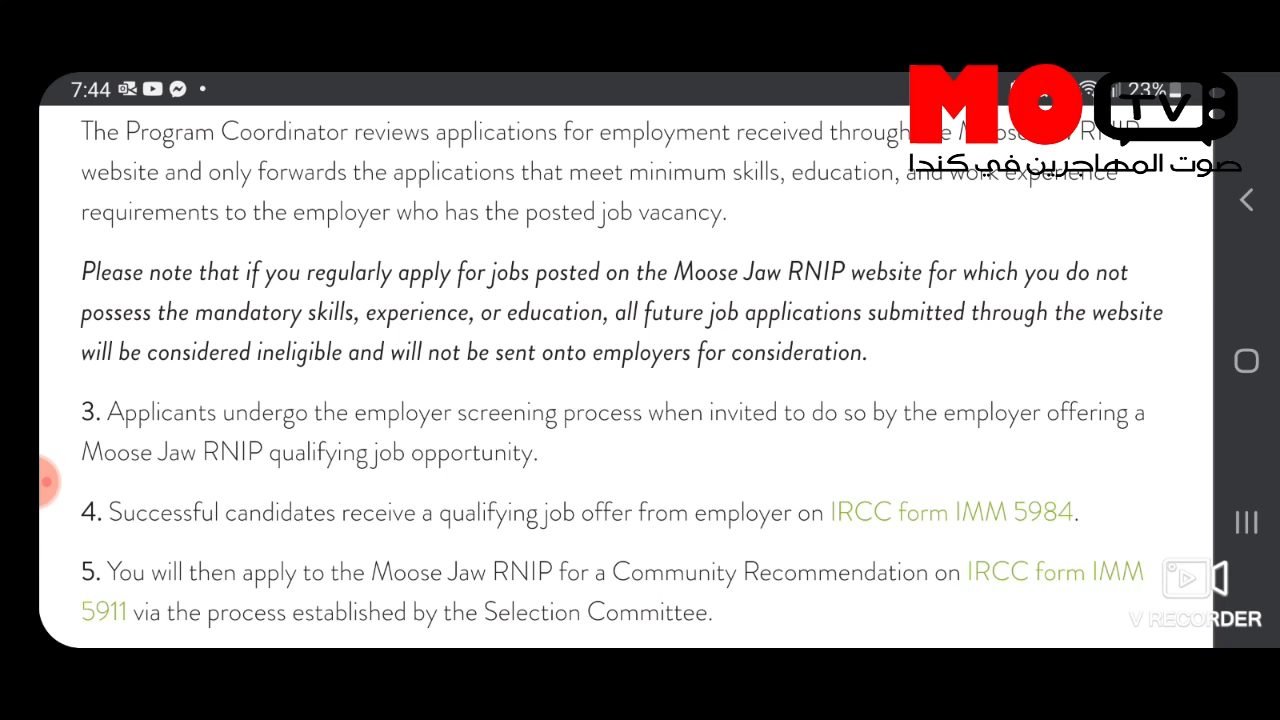 7:44
23%
MO TV
صوت المهاجرين في كندا
The Program Coordinator reviews applications for employment received through RNIP
website and only forwards the applications that meet minimum skills, education, and work experience
requirements to the employer who has the posted job vacancy.
Please note that if you regularly apply for jobs posted on the Moose Jaw RNIP website for which you do not
possess the mandatory skills, experience, or education, all future job applications submitted through the website
will be considered ineligible and will not be sent onto employers for consideration.
3. Applicants undergo the employer screening process when invited to do so by the employer offering a
Moose Jaw RNIP qualifying job opportunity.
4. Successful candidates receive a qualifying job offer from employer on IRCC form IMM 5984.
5. You will then apply to the Moose Jaw RNIP for a Community Recommendation on IRCC form IMM
5911 via the process established by the Selection Committee.
V RECORDER